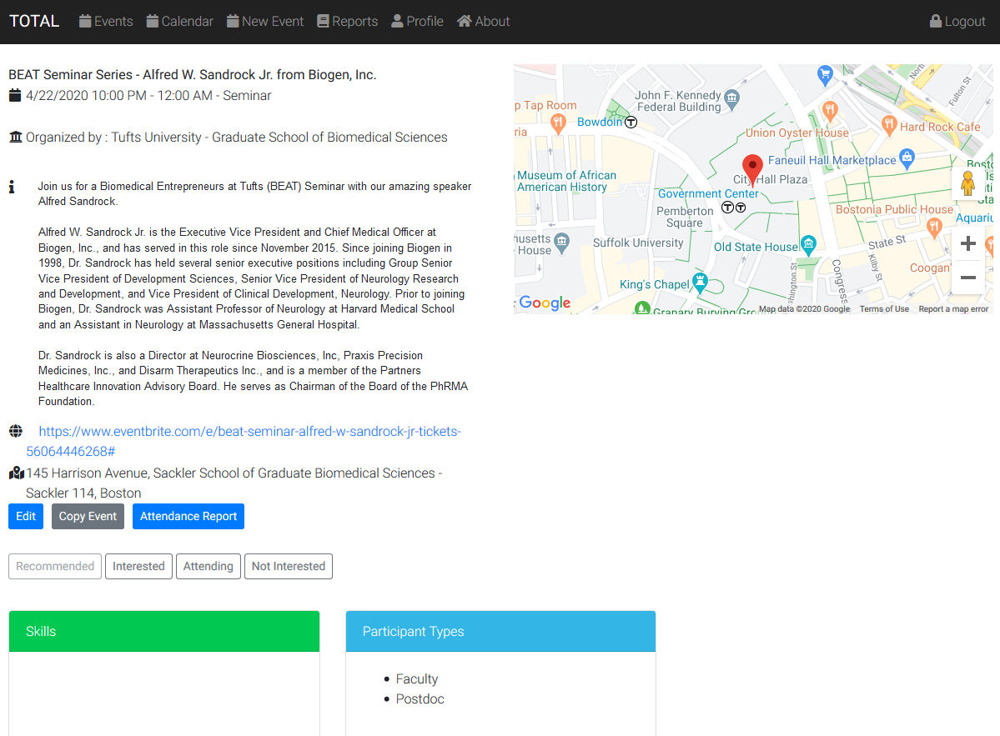 TOTAL Events Calendar New Event Reports Profile About Logout
BEAT Seminar Series - Alfred W. Sandrock Jr. from Biogen, Inc.
4/22/2020 10:00 PM - 12:00 AM - Seminar
Organized by : Tufts University - Graduate School of Biomedical Sciences
Join us for a Biomedical Entrepreneurs at Tufts (BEAT) Seminar with our amazing speaker
Alfred Sandrock.
Alfred W. Sandrock Jr. is the Executive Vice President and Chief Medical Officer at
Biogen, Inc., and has served in this role since November 2015. Since joining Biogen in
1998, Dr. Sandrock has held several senior executive positions including Group Senior
Vice President of Development Sciences, Senior Vice President of Neurology Research
and Development, and Vice President of Clinical Development, Neurology. Prior to joining
Biogen, Dr. Sandrock was Assistant Professor of Neurology at Harvard Medical School
and an Assistant in Neurology at Massachusetts General Hospital.
Dr. Sandrock is also a Director at Neurocrine Biosciences, Inc, Praxis Precision
Medicines, Inc., and Disarm Therapeutics Inc., and is a member of the Partners
Healthcare Innovation Advisory Board. He serves as Chairman of the Board of the PhRMA
Foundation.
https://www.eventbrite.com/e/beat-seminar-alfred-w-sandrock-jr-tickets-
56064446268#
145 Harrison Avenue, Sackler School of Graduate Biomedical Sciences -
Sackler 114, Boston
Edit Copy Event Attendance Report
Recommended Interested Attending Not Interested
Skills
Participant Types
Faculty
Postdoc
John F. Kennedy
Federal Building
Fulton St
p Tap Room
ria
Bowdoin T
Union Oyster House
Hard Rock Cafe
Faneuil Hall Marketplace
Museum of African
American History
City Hall Plaza
Government Center
T T
Pemberton
Square
Bostonia Public House
Aquariu
husetts
House
Suffolk University
Old State House
State St
Kilby St
Congress
hington St
Coogan'
King's Chapel
Granary Burying Gro
Google
Map data ©2020 Google Terms of Use Report a map error